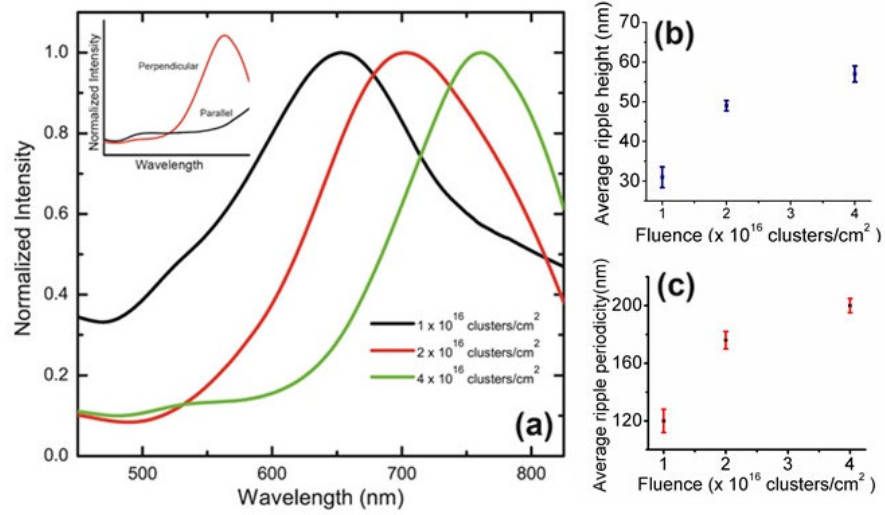 Normalized Intensity
Perpendicular
Parallel
Wavelength
Normalized Intensity
1.0
0.8
0.6
0.4
0.2
0.0
1 x 10^16 clusters/cm^2
2 x 10^16 clusters/cm^2
4 x 10^16 clusters/cm^2
(a)
500 600 700 800
Wavelength (nm)
(b)
Average ripple height (nm)
70
50
30
1 2 3 4
Fluence (x 10^16 clusters/cm^2)
(c)
Average ripple periodicity(nm)
200
160
120
1 2 3 4
Fluence (x 10^16 clusters/cm^2)